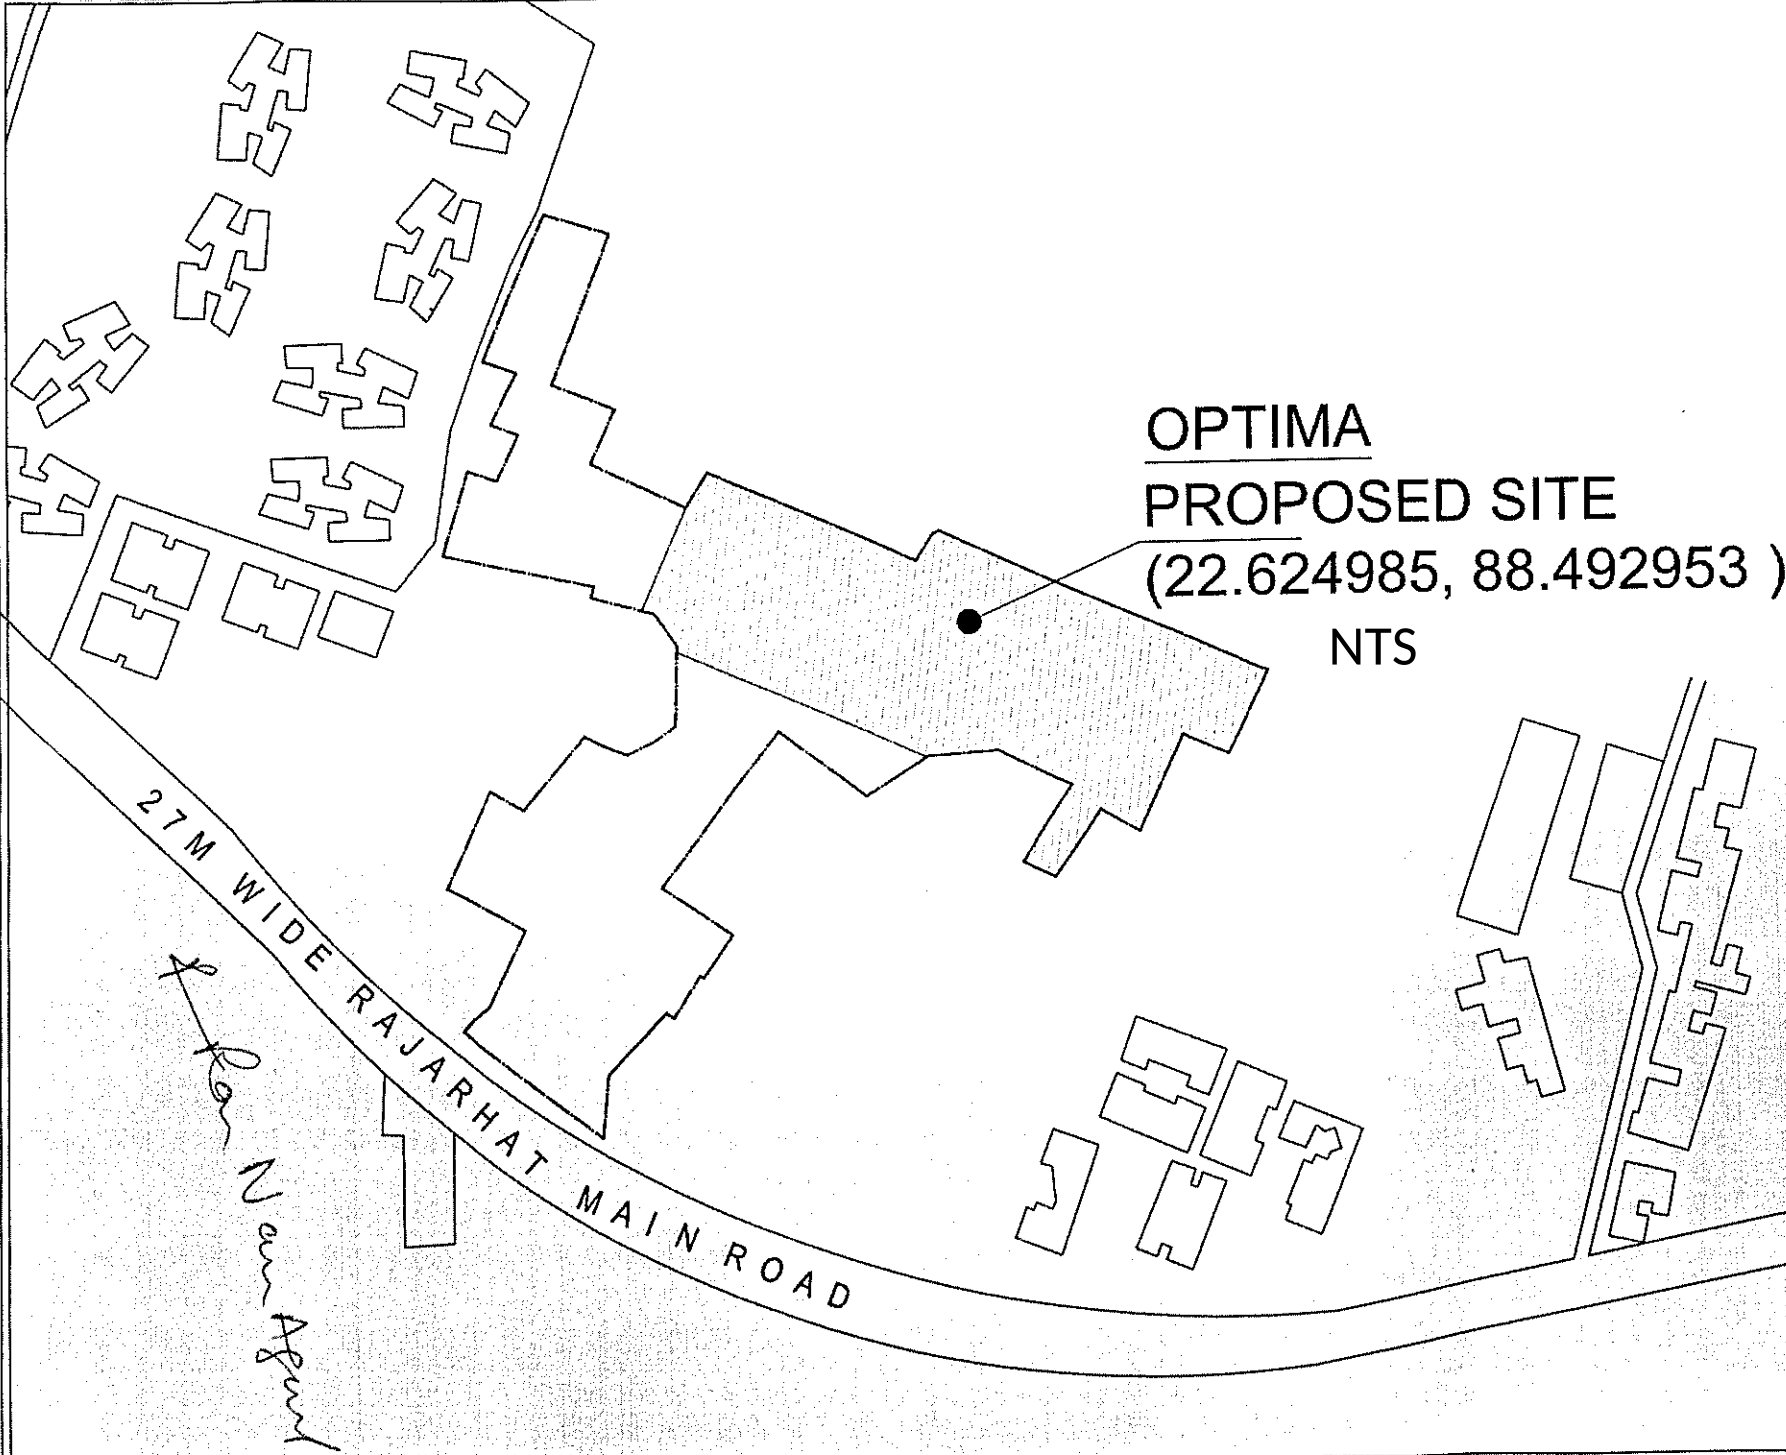 OPTIMA
PROPOSED SITE
(22.624985, 88.492953 )
NTS
27M WIDE RAJARHAT MAIN ROAD